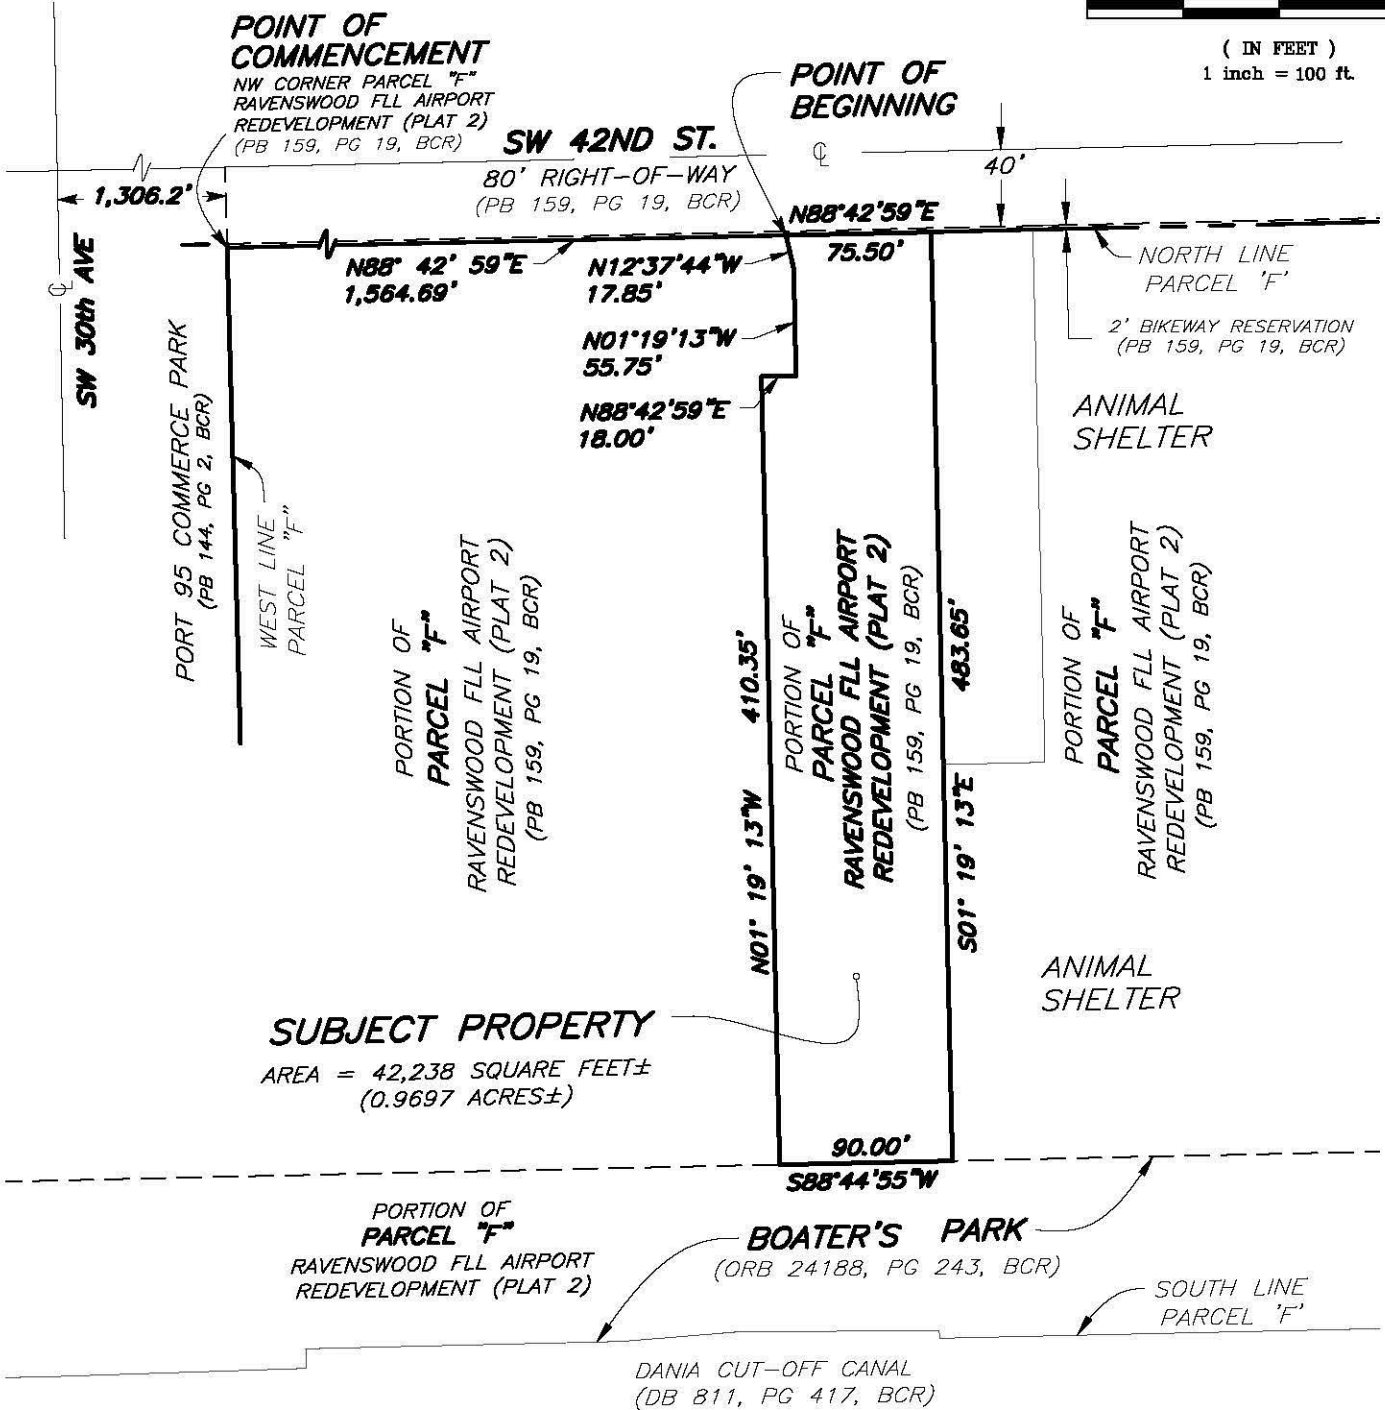 ( IN FEET )
1 inch = 100 ft.
POINT OF
COMMENCEMENT
NW CORNER PARCEL "F"
RAVENSWOOD FLL AIRPORT
REDEVELOPMENT (PLAT 2)
(PB 159, PG 19, BCR)
POINT OF
BEGINNING
SW 42ND ST.
80' RIGHT-OF-WAY
(PB 159, PG 19, BCR)
℄
40'
1,306.2'
℄
SW 30th AVE
N88°42'59"E
75.50'
N88° 42' 59"E
1,564.69'
N12°37'44"W
17.85'
N01°19'13"W
55.75'
N88°42'59"E
18.00'
NORTH LINE
PARCEL 'F'
2' BIKEWAY RESERVATION
(PB 159, PG 19, BCR)
ANIMAL
SHELTER
PORT 95 COMMERCE PARK
(PB 144, PG 2, BCR)
WEST LINE
PARCEL "F"
PORTION OF
PARCEL "F"
RAVENSWOOD FLL AIRPORT
REDEVELOPMENT (PLAT 2)
(PB 159, PG 19, BCR)
N01° 19' 13"W 410.35'
PORTION OF
PARCEL "F"
RAVENSWOOD FLL AIRPORT
REDEVELOPMENT (PLAT 2)
(PB 159, PG 19, BCR)
S01° 19' 13"E 483.65'
PORTION OF
PARCEL "F"
RAVENSWOOD FLL AIRPORT
REDEVELOPMENT (PLAT 2)
(PB 159, PG 19, BCR)
ANIMAL
SHELTER
SUBJECT PROPERTY
AREA = 42,238 SQUARE FEET±
(0.9697 ACRES±)
90.00'
S88°44'55"W
PORTION OF
PARCEL "F"
RAVENSWOOD FLL AIRPORT
REDEVELOPMENT (PLAT 2)
BOATER'S PARK
(ORB 24188, PG 243, BCR)
SOUTH LINE
PARCEL 'F'
DANIA CUT-OFF CANAL
(DB 811, PG 417, BCR)